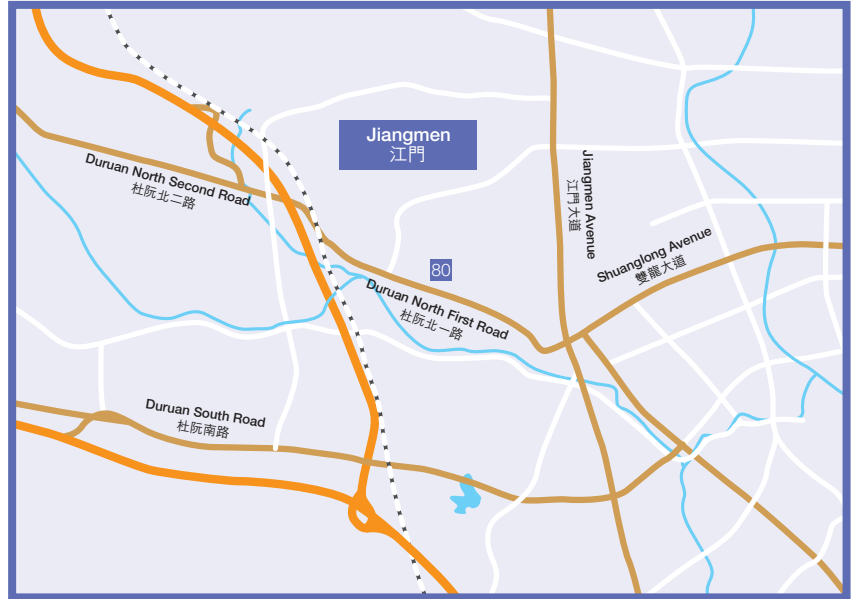 Jiangmen
江門
Duruan North Second Road
杜阮北二路
Jiangmen Avenue
江門大道
Shuanglong Avenue
雙龍大道
80
Duruan North First Road
杜阮北一路
Duruan South Road
杜阮南路